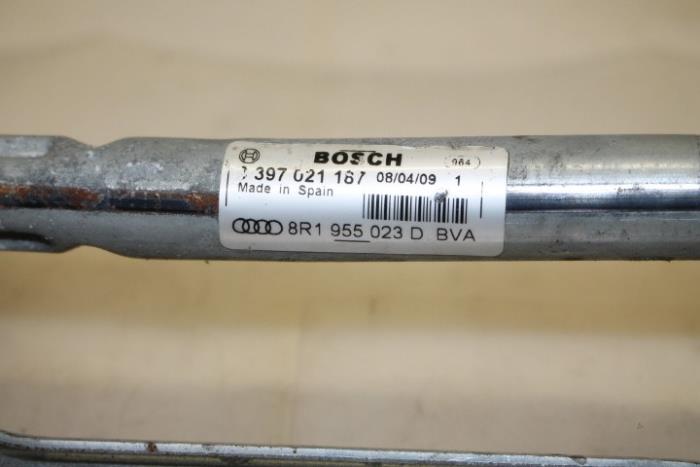 BOSCH 964
397 021 187 08/04/09 1
Made in Spain
8R1 955 023 D BVA